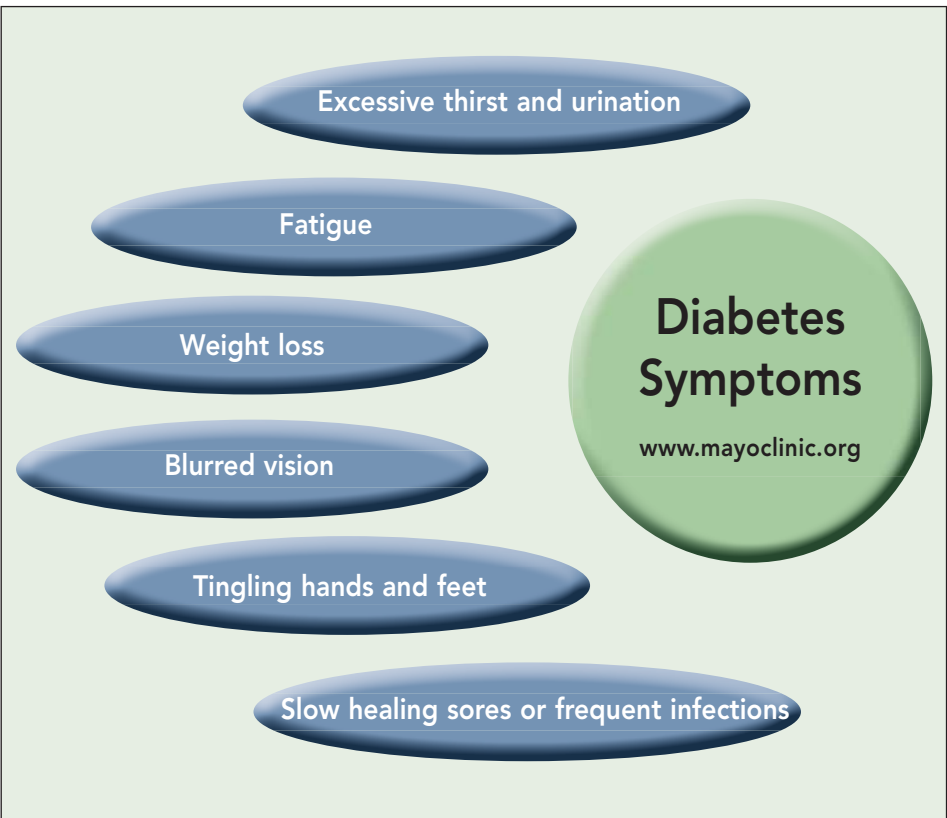 Excessive thirst and urination
Fatigue
Weight loss
Blurred vision
Tingling hands and feet
Slow healing sores or frequent infections
Diabetes
Symptoms
www.mayoclinic.org